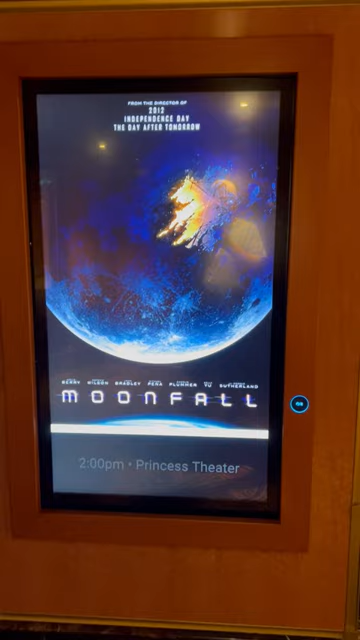 FROM THE DIRECTOR OF
2012
INDEPENDENCE DAY
THE DAY AFTER TOMORROW
BERRY WILSON BRADLEY PEÑA PLUMMER YU SUTHERLAND
MOONFALL
2:00pm • Princess Theater